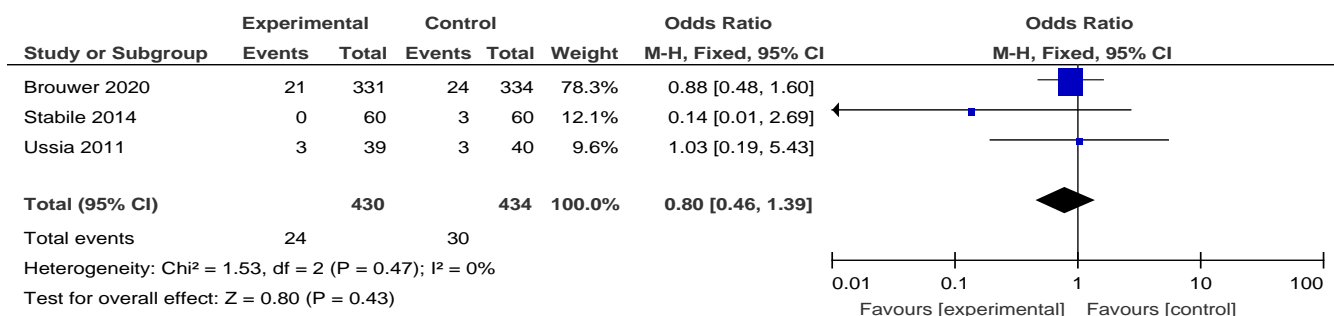 Experimental Control Odds Ratio Odds Ratio
Study or Subgroup Events Total Events Total Weight M-H, Fixed, 95% CI M-H, Fixed, 95% CI
Brouwer 2020 21 331 24 334 78.3% 0.88 [0.48, 1.60]
Stabile 2014 0 60 3 60 12.1% 0.14 [0.01, 2.69]
Ussia 2011 3 39 3 40 9.6% 1.03 [0.19, 5.43]
Total (95% CI) 430 434 100.0% 0.80 [0.46, 1.39]
Total events 24 30
Heterogeneity: Chi² = 1.53, df = 2 (P = 0.47); I² = 0%
Test for overall effect: Z = 0.80 (P = 0.43)
0.01 0.1 1 10 100
Favours [experimental] Favours [control]